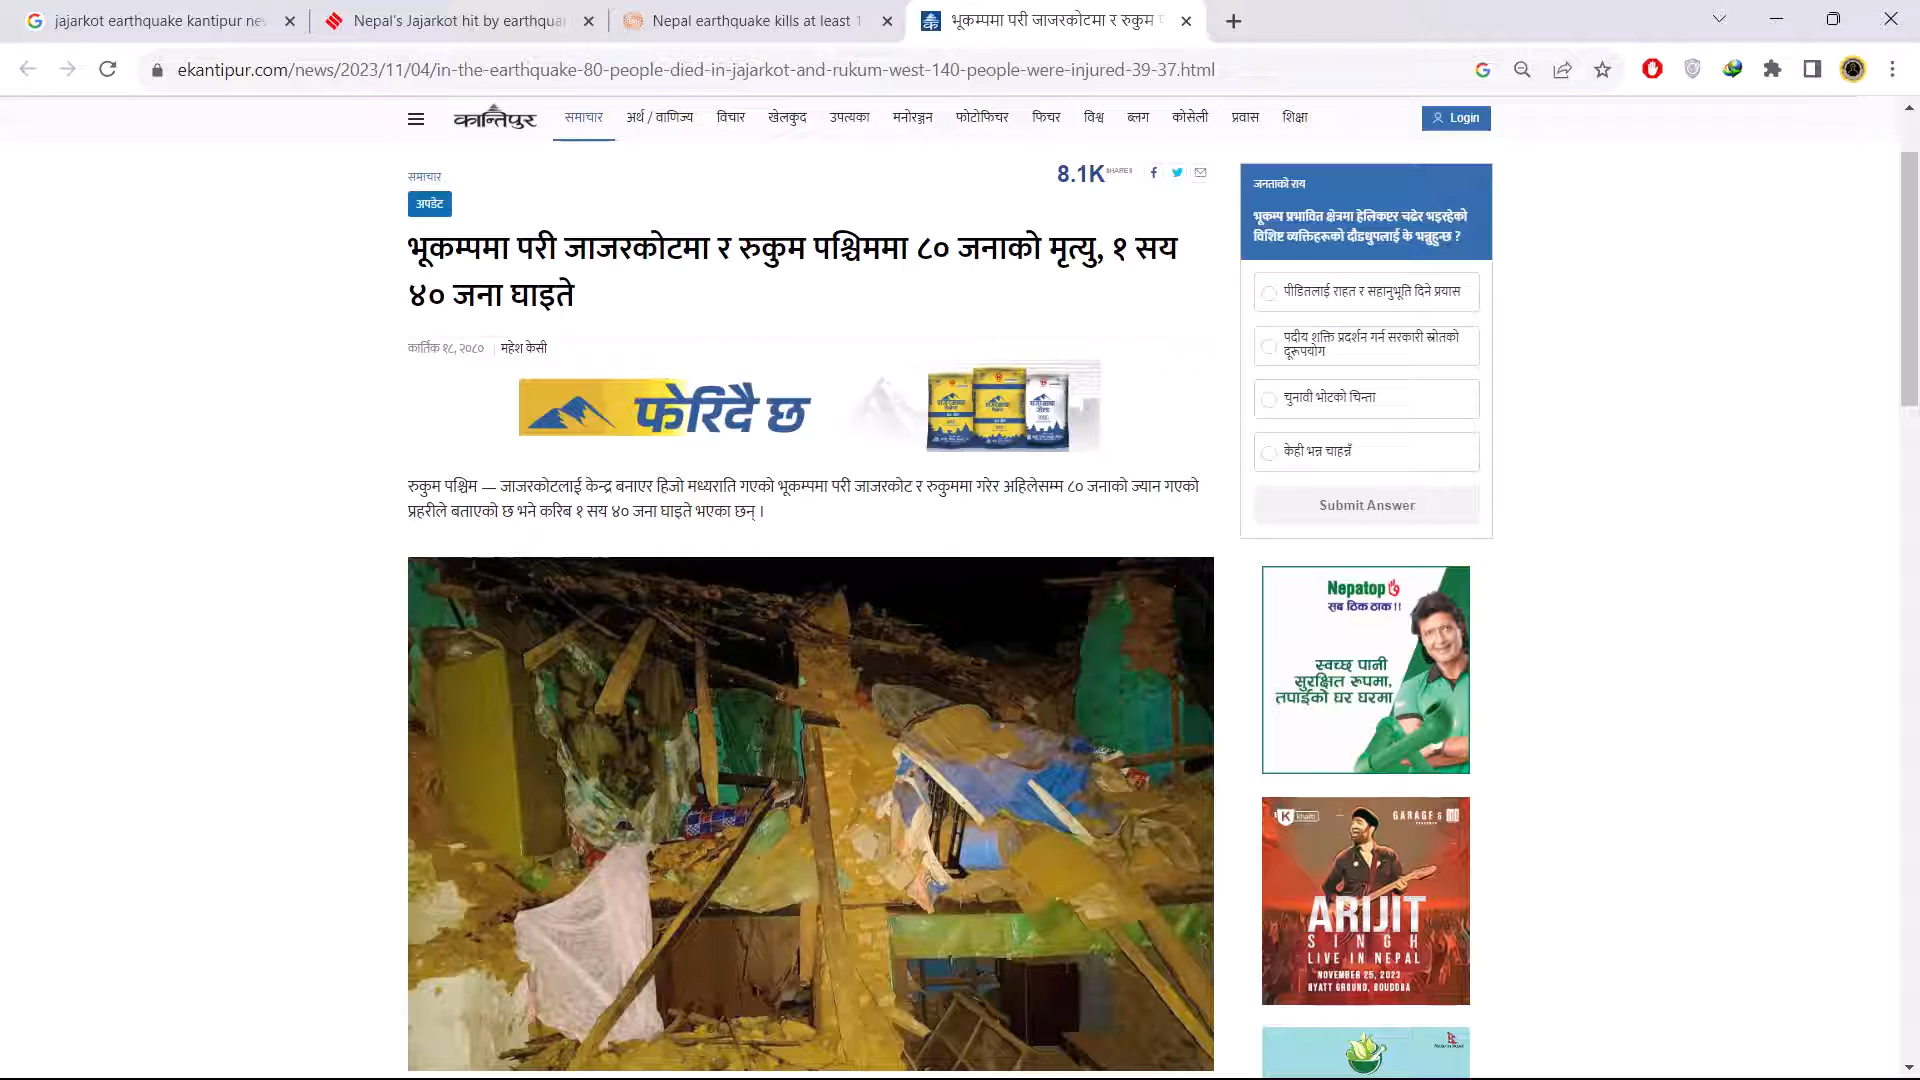 jajarkot earthquake kantipur ne
Nepal's Jajarkot hit by earthqua
Nepal earthquake kills at least 1
भूकम्पमा परी जाजरकोटमा र रुकुम प
ekantipur.com/news/2023/11/04/in-the-earthquake-80-people-died-in-jajarkot-and-rukum-west-140-people-were-injured-39-37.html
कान्तिपुर समाचार अर्थ / वाणिज्य विचार खेलकुद उपत्यका मनोरञ्जन फोटोफिचर फिचर विश्व ब्लग कोसेली प्रवास शिक्षा Login
समाचार
8.1K SHARES
अपडेट
भूकम्पमा परी जाजरकोटमा र रुकुम पश्चिममा ८० जनाको मृत्यु, १ सय
४० जना घाइते
कार्तिक १८, २०८० महेश केसी
फेरिदै छ
रुकुम पश्चिम — जाजरकोटलाई केन्द्र बनाएर हिजो मध्यराति गएको भूकम्पमा परी जाजरकोट र रुकुममा गरेर अहिलेसम्म ८० जनाको ज्यान गएको
प्रहरीले बताएको छ भने करिब १ सय ४० जना घाइते भएका छन् ।
जनताको राय
भूकम्प प्रभावित क्षेत्रमा हेलिकप्टर चढेर भइरहेको
विशिष्ट व्यक्तिहरूको दौडधुपलाई के भन्नुहुन्छ ?
पीडितलाई राहत र सहानुभूति दिने प्रयास
पदीय शक्ति प्रदर्शन गर्न सरकारी स्रोतको
दुरूपयोग
चुनावी भोटको चिन्ता
केही भन्न चाहन्नँ
Submit Answer
Nepatop
सब ठिक ठाक !!
स्वच्छ पानी
सुरक्षित रूपमा,
तपाईंको घर घरमा
khalti
GARAGE
ARIJIT
SINGH
LIVE IN NEPAL
NOVEMBER 25, 2023
HYATT GROUND, BOUDDHA